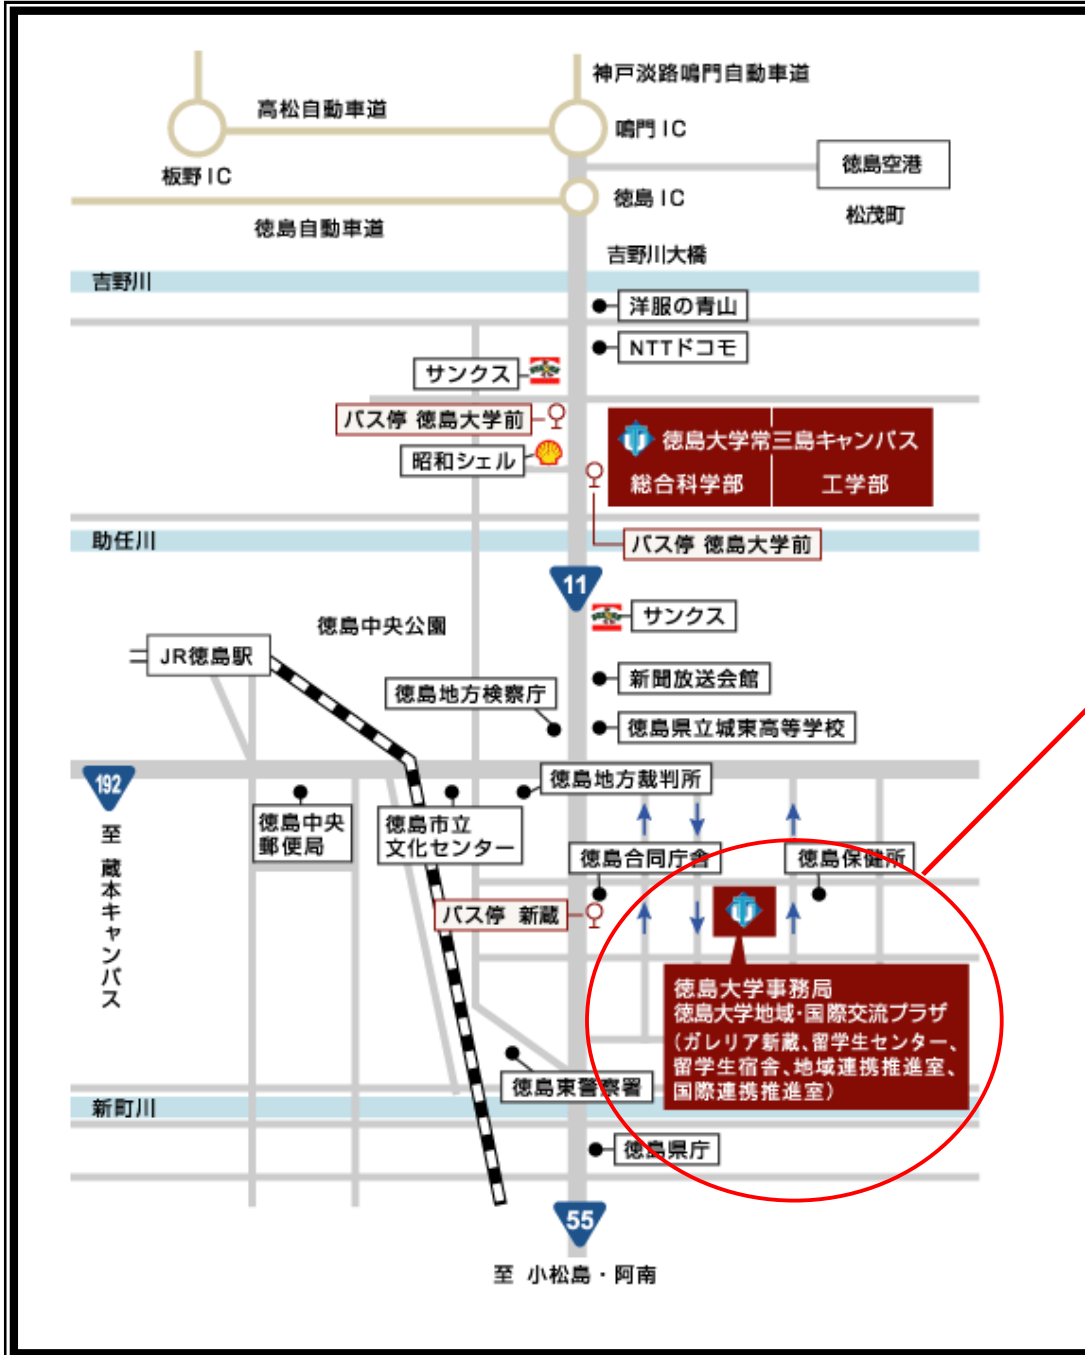 神戸淡路鳴門自動車道
高松自動車道
鳴門IC
板野IC
徳島空港
徳島IC
松茂町
徳島自動車道
吉野川大橋
吉野川
洋服の青山
NTTドコモ
サンクス
バス停 徳島大学前
徳島大学常三島キャンパス
昭和シェル
総合科学部
工学部
助任川
バス停 徳島大学前
11
サンクス
徳島中央公園
JR徳島駅
新聞放送会館
徳島地方検察庁
徳島県立城東高等学校
192
徳島地方裁判所
至 蔵本キャンパス
徳島中央
郵便局
徳島市立
文化センター
徳島合同庁舎
徳島保健所
バス停 新蔵
徳島大学事務局
徳島大学地域・国際交流プラザ
(ガレリア新蔵、留学生センター、
留学生宿舎、地域連携推進室、
国際連携推進室)
徳島東警察署
新町川
徳島県庁
55
至 小松島・阿南